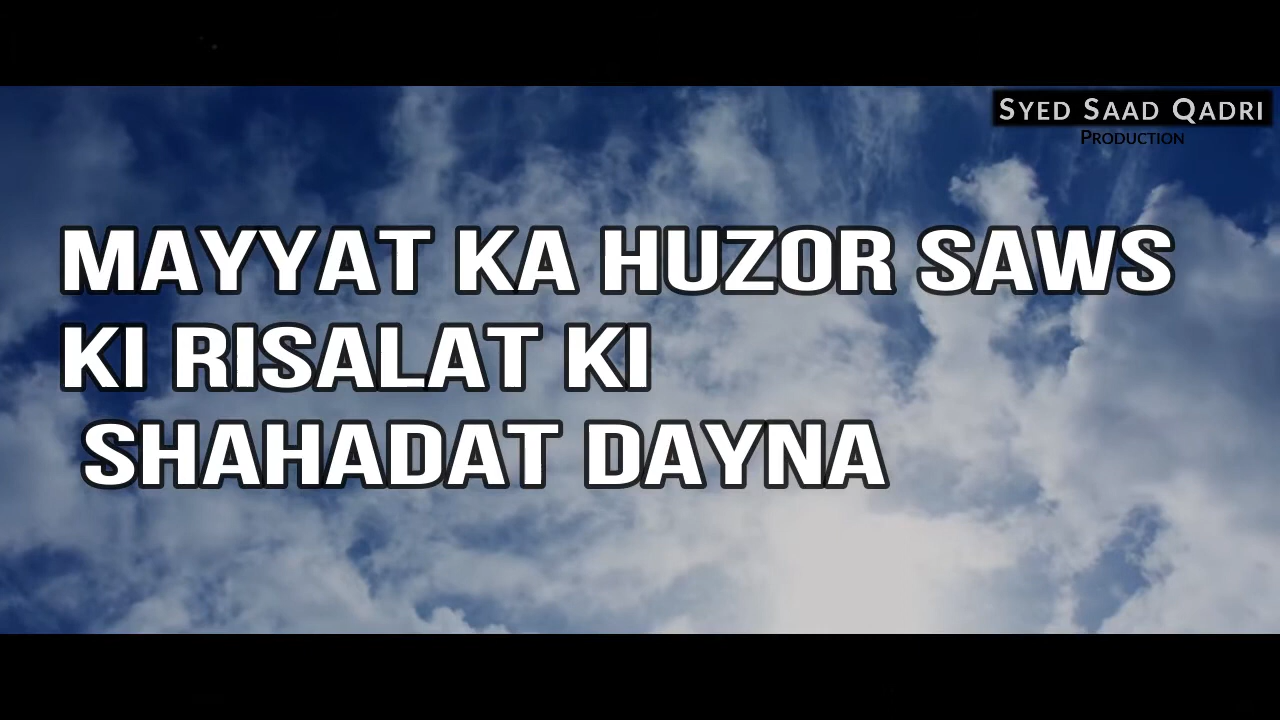 SYED SAAD QADRI
PRODUCTION
MAYYAT KA HUZOR SAWS
KI RISALAT KI
SHAHADAT DAYNA